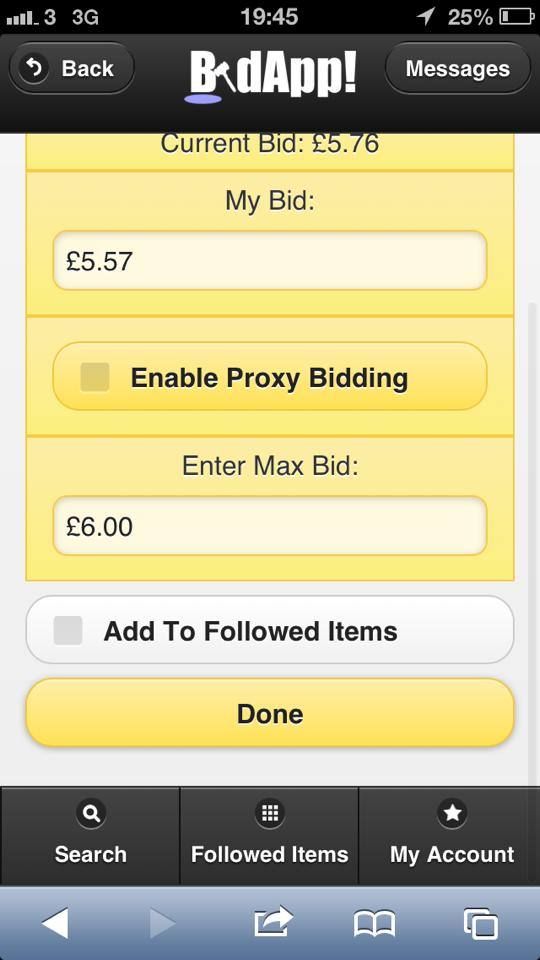 3 3G 19:45 25%
Back BidApp! Messages
Current Bid: £5.76
My Bid:
£5.57
Enable Proxy Bidding
Enter Max Bid:
£6.00
Add To Followed Items
Done
Search Followed Items My Account